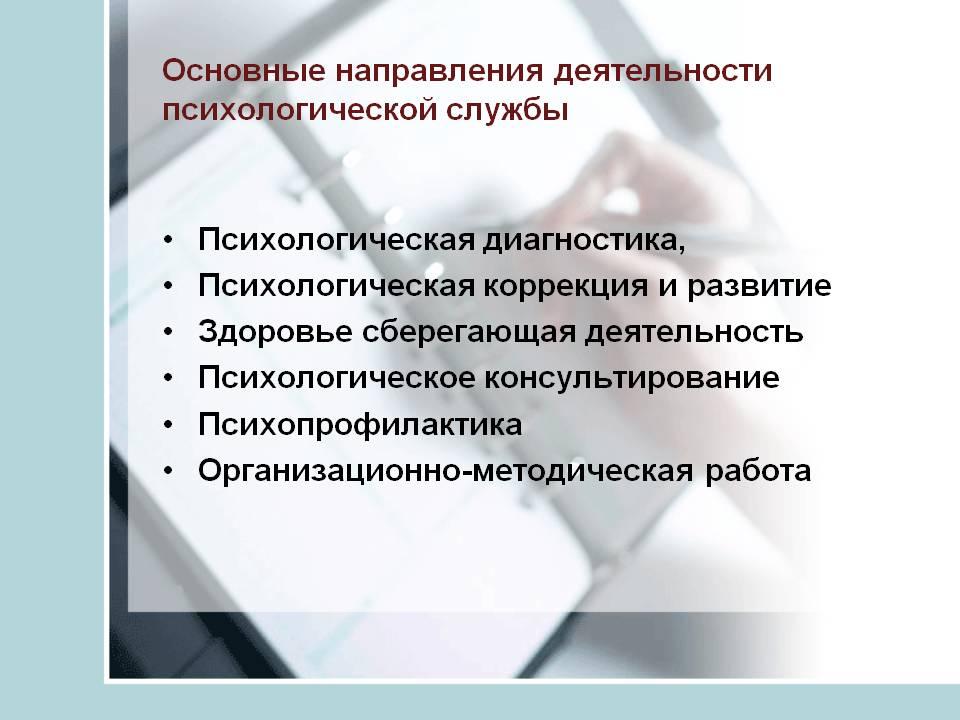 Основные направления деятельности
психологической службы
• Психологическая диагностика,
• Психологическая коррекция и развитие
• Здоровье сберегающая деятельность
• Психологическое консультирование
• Психопрофилактика
• Организационно-методическая работа